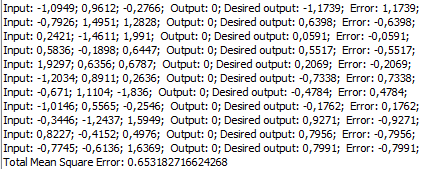 Input: -1,0949; 0,9612; -0,2766;  Output: 0; Desired output: -1,1739;  Error: 1,1739;
Input: -0,7926; 1,4951; 1,2828;  Output: 0; Desired output: 0,6398;  Error: -0,6398;
Input: 0,2421; -1,4611; 1,991;  Output: 0; Desired output: 0,0591;  Error: -0,0591;
Input: 0,5836; -0,1898; 0,6447;  Output: 0; Desired output: 0,5517;  Error: -0,5517;
Input: 1,9297; 0,6356; 0,6787;  Output: 0; Desired output: 0,2069;  Error: -0,2069;
Input: -1,2034; 0,8911; 0,2636;  Output: 0; Desired output: -0,7338;  Error: 0,7338;
Input: -0,671; 1,1104; -1,836;  Output: 0; Desired output: -0,4784;  Error: 0,4784;
Input: -1,0146; 0,5565; -0,2546;  Output: 0; Desired output: -0,1762;  Error: 0,1762;
Input: -0,3446; -1,2437; 1,5949;  Output: 0; Desired output: 0,9271;  Error: -0,9271;
Input: 0,8227; -0,4152; 0,4976;  Output: 0; Desired output: 0,7956;  Error: -0,7956;
Input: -0,7745; -0,6136; 1,6369;  Output: 0; Desired output: 0,7991;  Error: -0,7991;
Total Mean Square Error: 0.653182716624268